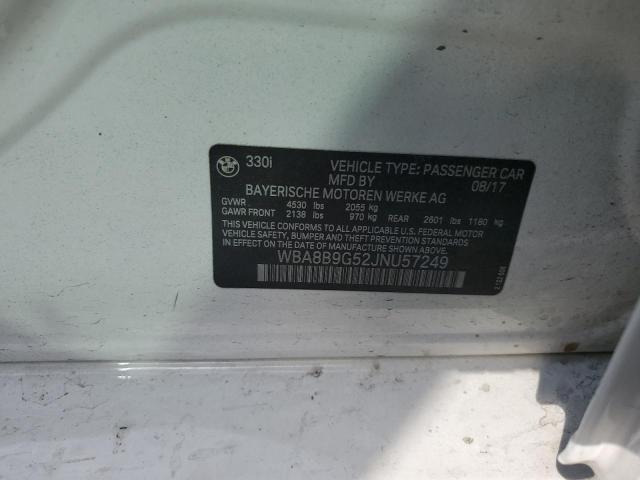 BMW 330i VEHICLE TYPE: PASSENGER CAR
MFD BY 08/17
BAYERISCHE MOTOREN WERKE AG
GVWR 4530 lbs 2055 kg
GAWR FRONT 2138 lbs 970 kg REAR 2601 lbs 1180 kg
THIS VEHICLE CONFORMS TO ALL APPLICABLE U.S. FEDERAL MOTOR
VEHICLE SAFETY, BUMPER AND THEFT PREVENTION STANDARDS
IN EFFECT ON THE DATE OF MANUFACTURE SHOWN ABOVE.
WBA8B9G52JNU57249